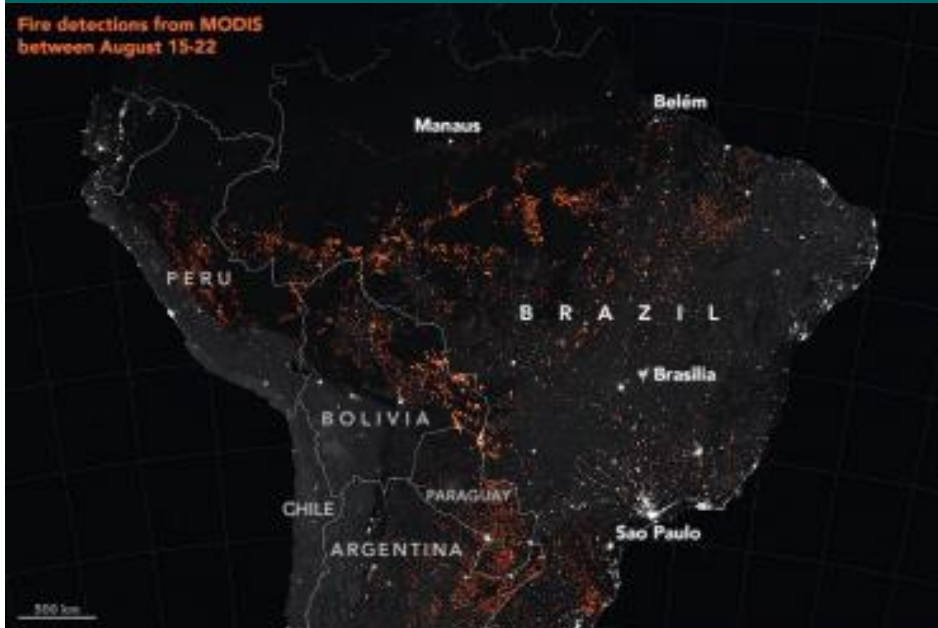 Fire detections from MODIS
between August 15-22
Belém
Manaus
PERU
BRAZIL
Brasilia
BOLIVIA
PARAGUAY
CHILE
Sao Paulo
ARGENTINA
500 km